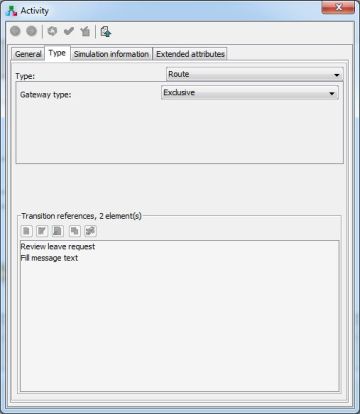 Activity
General Type Simulation information Extended attributes
Type: Route
Gateway type: Exclusive
Transition references, 2 element(s)
Review leave request
Fill message text